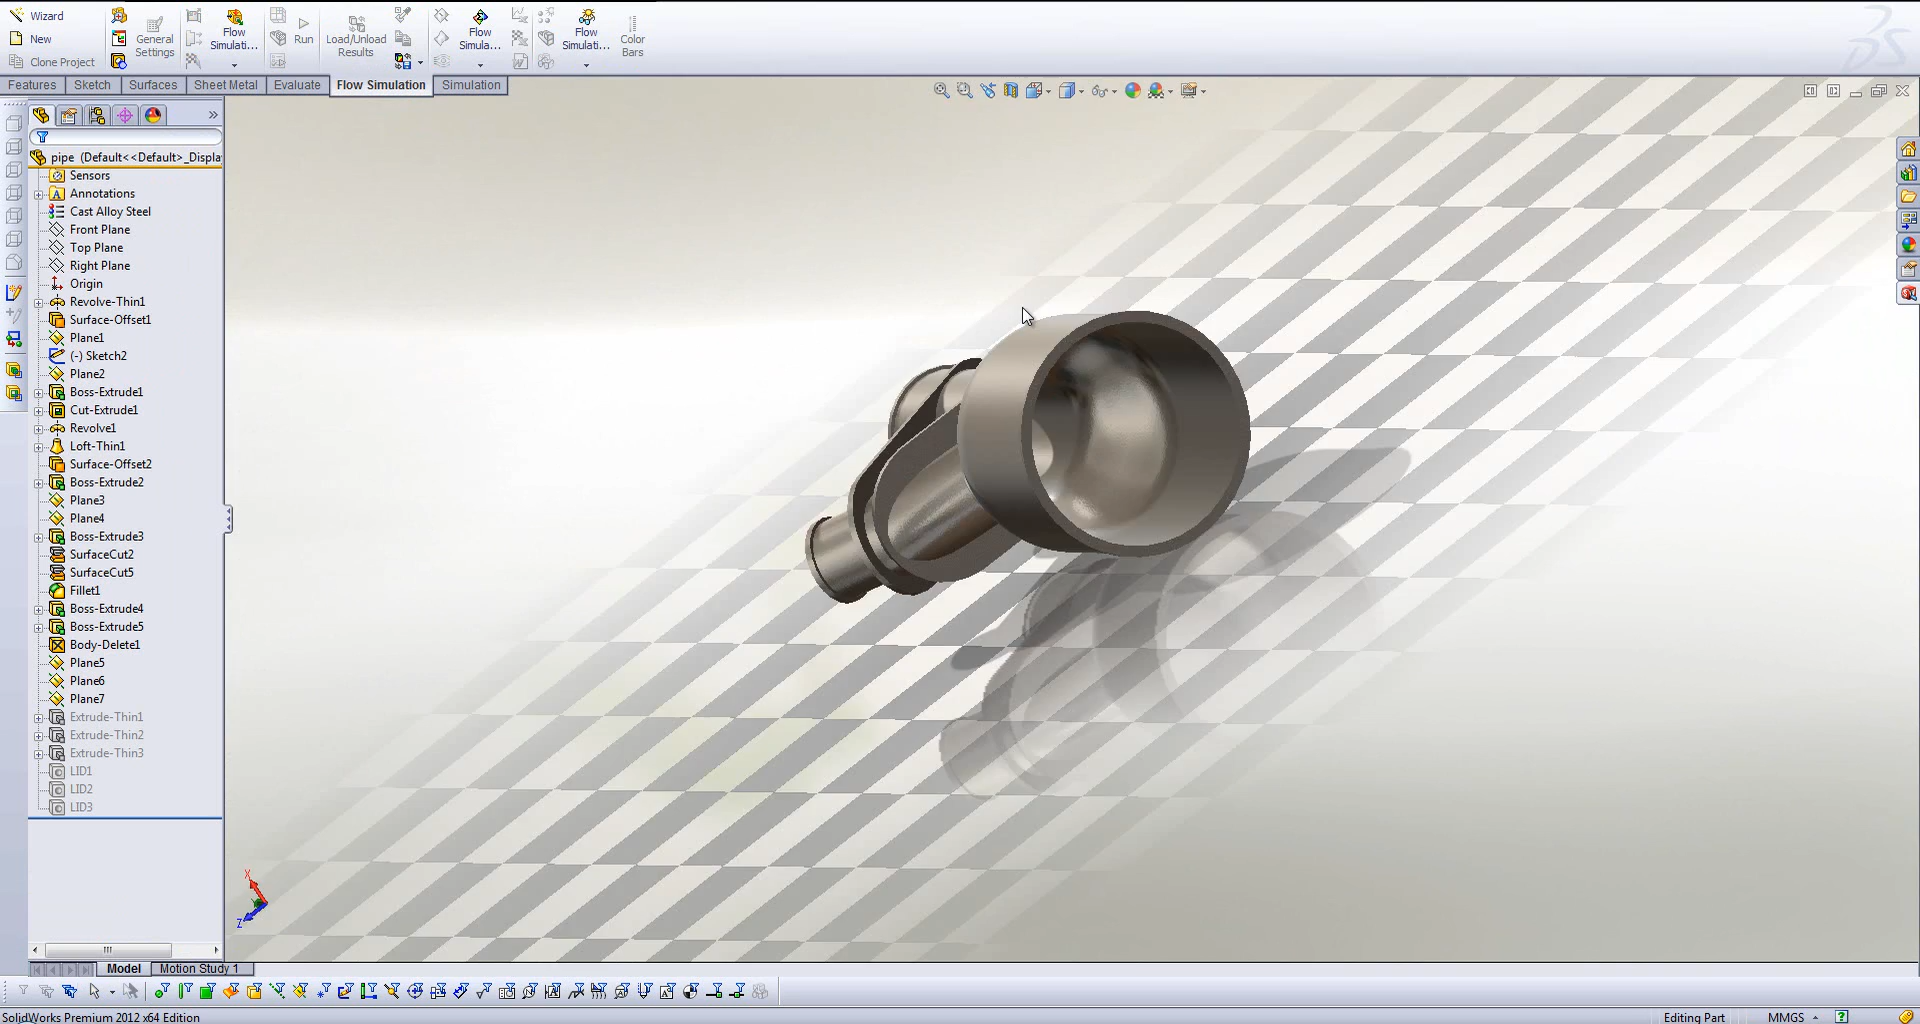 Wizard
New
Clone Project
General Settings
Flow Simulati...
Run
Load/Unload Results
Flow Simula...
Flow Simulati...
Color Bars
Features Sketch Surfaces Sheet Metal Evaluate Flow Simulation Simulation
pipe (Default<<Default>_Displa
Sensors
Annotations
Cast Alloy Steel
Front Plane
Top Plane
Right Plane
Origin
Revolve-Thin1
Surface-Offset1
Plane1
(-) Sketch2
Plane2
Boss-Extrude1
Cut-Extrude1
Revolve1
Loft-Thin1
Surface-Offset2
Boss-Extrude2
Plane3
Plane4
Boss-Extrude3
SurfaceCut2
SurfaceCut5
Fillet1
Boss-Extrude4
Boss-Extrude5
Body-Delete1
Plane5
Plane6
Plane7
Extrude-Thin1
Extrude-Thin2
Extrude-Thin3
LID1
LID2
LID3
X
Z
Model Motion Study 1
SolidWorks Premium 2012 x64 Edition
Editing Part MMGS